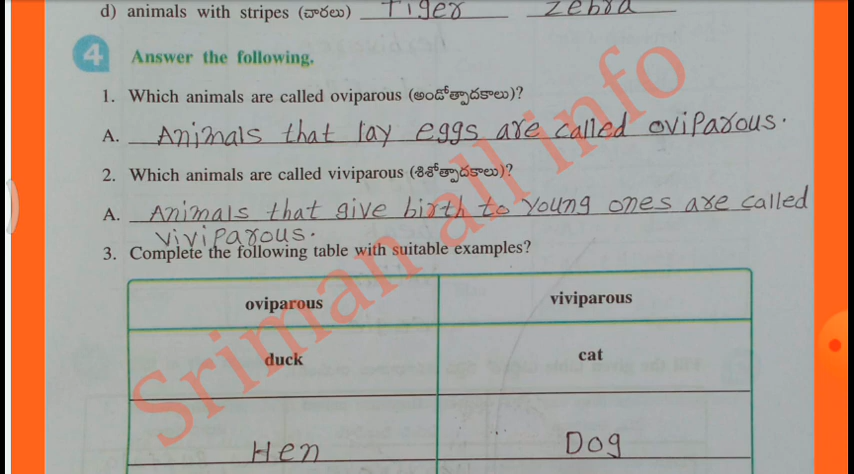 d) animals with stripes (చారలు) Tiger zebra
4 Answer the following.
1. Which animals are called oviparous (అండోత్పాదకాలు)?
A. Animals that lay eggs are called oviparous.
2. Which animals are called viviparous (శిశోత్పాదకాలు)?
A. Animals that give birth to young ones are called
viviparous.
3. Complete the following table with suitable examples?
oviparous viviparous
duck cat
Hen Dog
Sriman all info